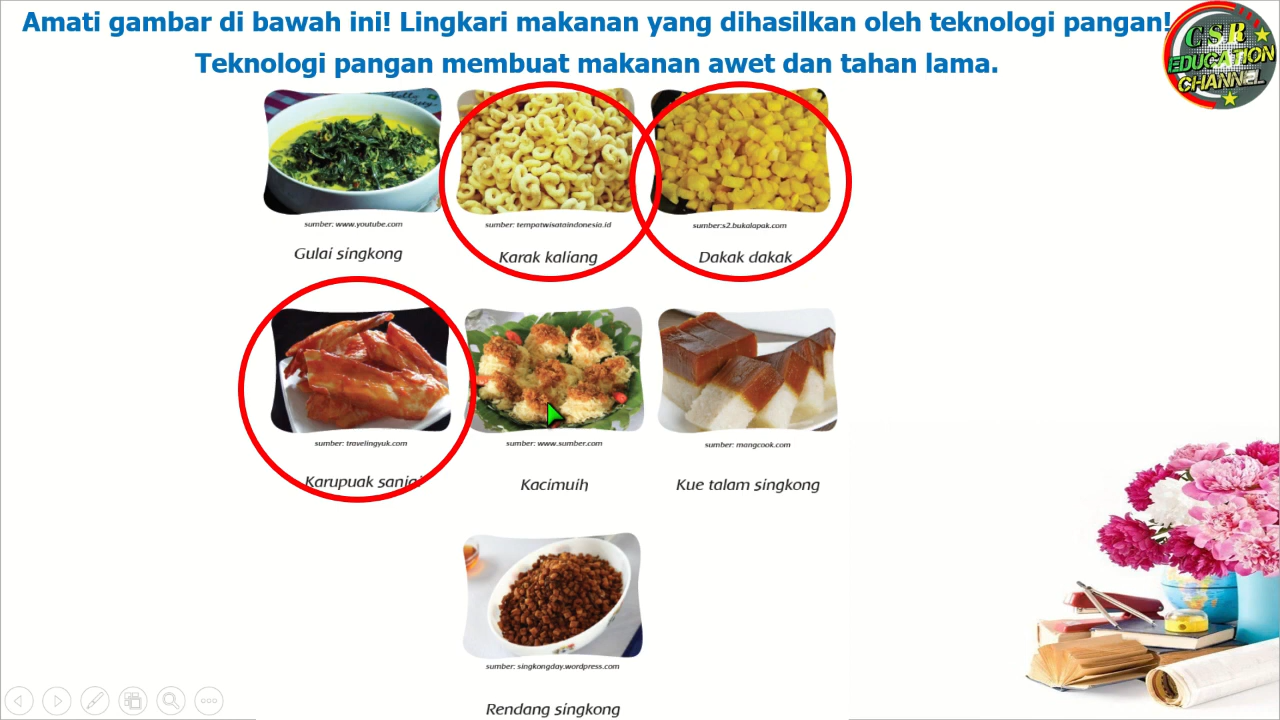 Amati gambar di bawah ini! Lingkari makanan yang dihasilkan oleh teknologi pangan!
Teknologi pangan membuat makanan awet dan tahan lama.
CSR
EDUCATION
CHANNEL
sumber: www.youtube.com
Gulai singkong
sumber: tempatwisataindonesia.id
Karak kaliang
sumber:s2.bukalapak.com
Dakak dakak
sumber: travelingyuk.com
Karupuak sanjai
sumber: www.sumber.com
Kacimuih
sumber: mangcook.com
Kue talam singkong
sumber: singkongday.wordpress.com
Rendang singkong